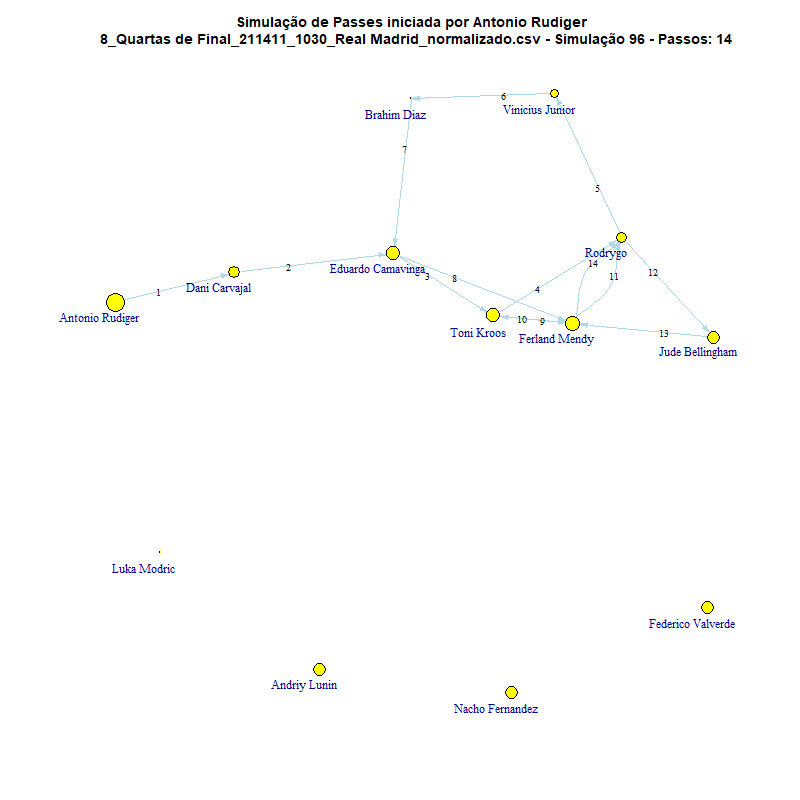 Simulação de Passes iniciada por Antonio Rudiger
8_Quartas de Final_211411_1030_Real Madrid_normalizado.csv - Simulação 96 - Passos: 14
6
Vinicius Junior
Brahim Diaz
7
5
Rodrygo
14
12
11
Eduardo Camavinga
2
3
8
4
Dani Carvajal
1
Antonio Rudiger
10
9
Toni Kroos
Ferland Mendy
13
Jude Bellingham
Luka Modric
Federico Valverde
Andriy Lunin
Nacho Fernandez